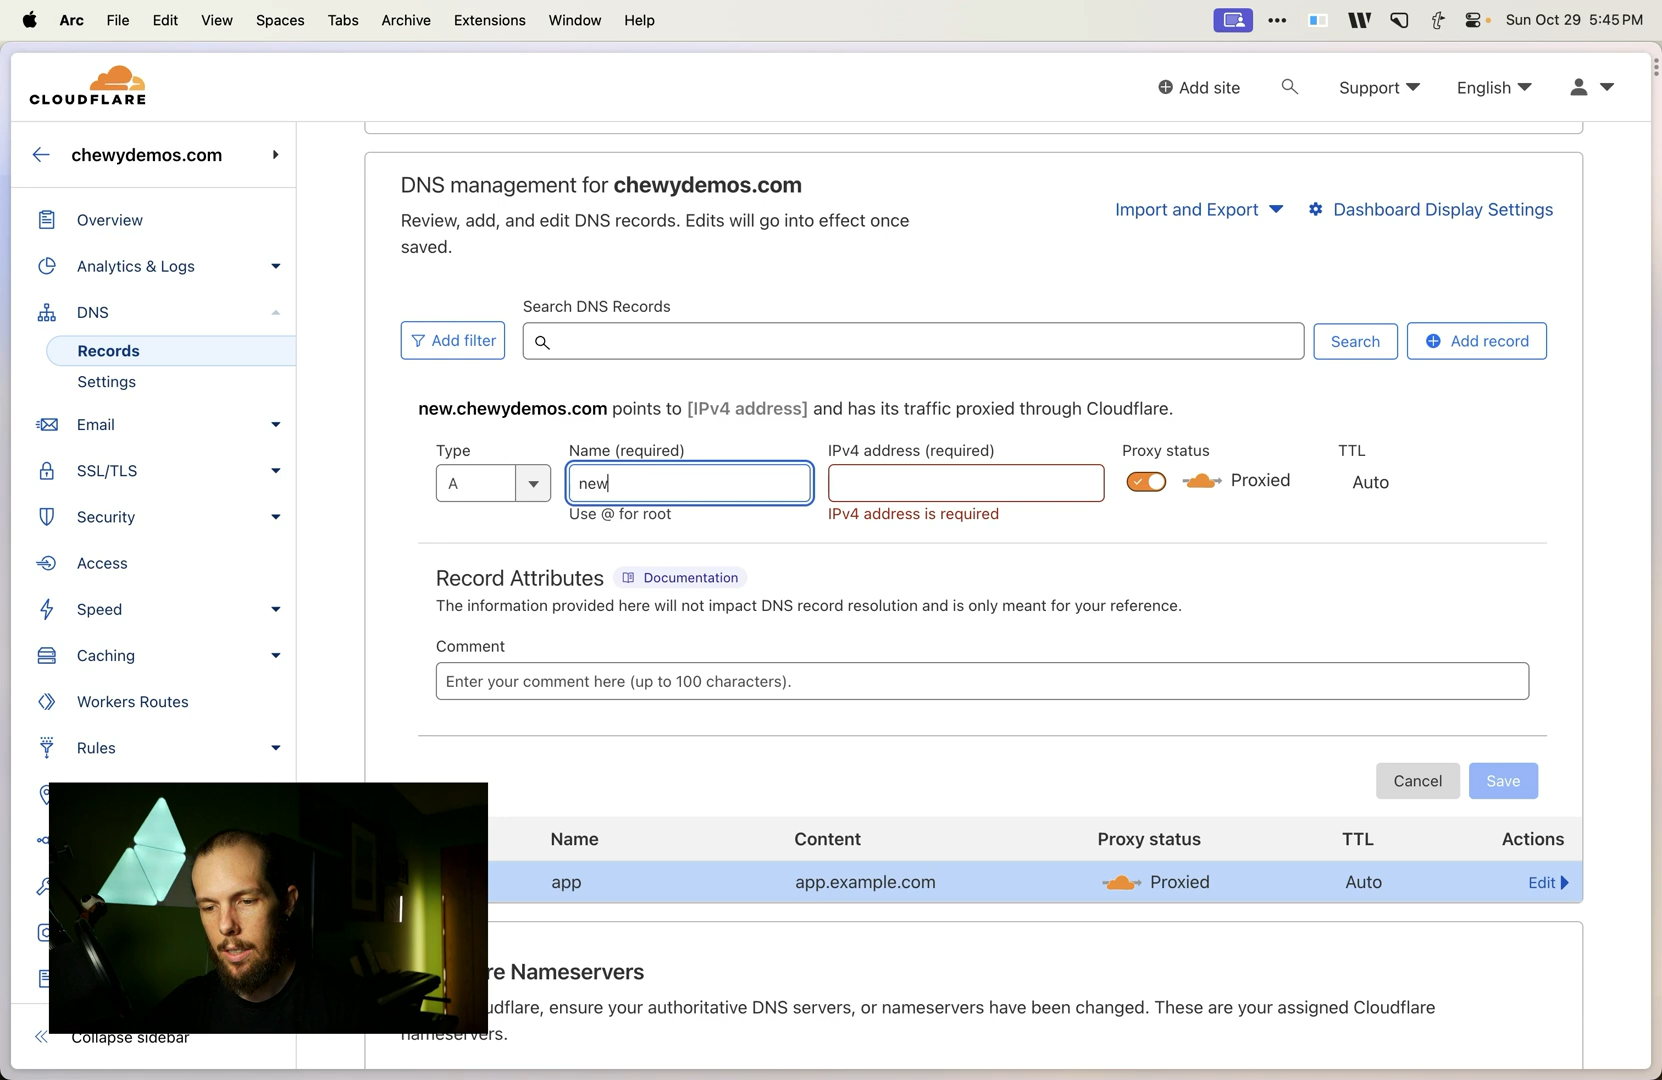 Arc File Edit View Spaces Tabs Archive Extensions Window Help Sun Oct 29 5:45 PM
CLOUDFLARE
Add site
Support
English
chewydemos.com
Overview
Analytics & Logs
DNS
Records
Settings
Email
SSL/TLS
Security
Access
Speed
Caching
Workers Routes
Rules
Collapse sidebar
DNS management for chewydemos.com
Review, add, and edit DNS records. Edits will go into effect once
saved.
Import and Export
Dashboard Display Settings
Search DNS Records
Add filter
Search
Add record
new.chewydemos.com points to [IPv4 address] and has its traffic proxied through Cloudflare.
Type Name (required) IPv4 address (required) Proxy status TTL
A new Proxied Auto
Use @ for root IPv4 address is required
Record Attributes Documentation
The information provided here will not impact DNS record resolution and is only meant for your reference.
Comment
Enter your comment here (up to 100 characters).
Cancel Save
Name Content Proxy status TTL Actions
app app.example.com Proxied Auto Edit
re Nameservers
udflare, ensure your authoritative DNS servers, or nameservers have been changed. These are your assigned Cloudflare
nameservers.